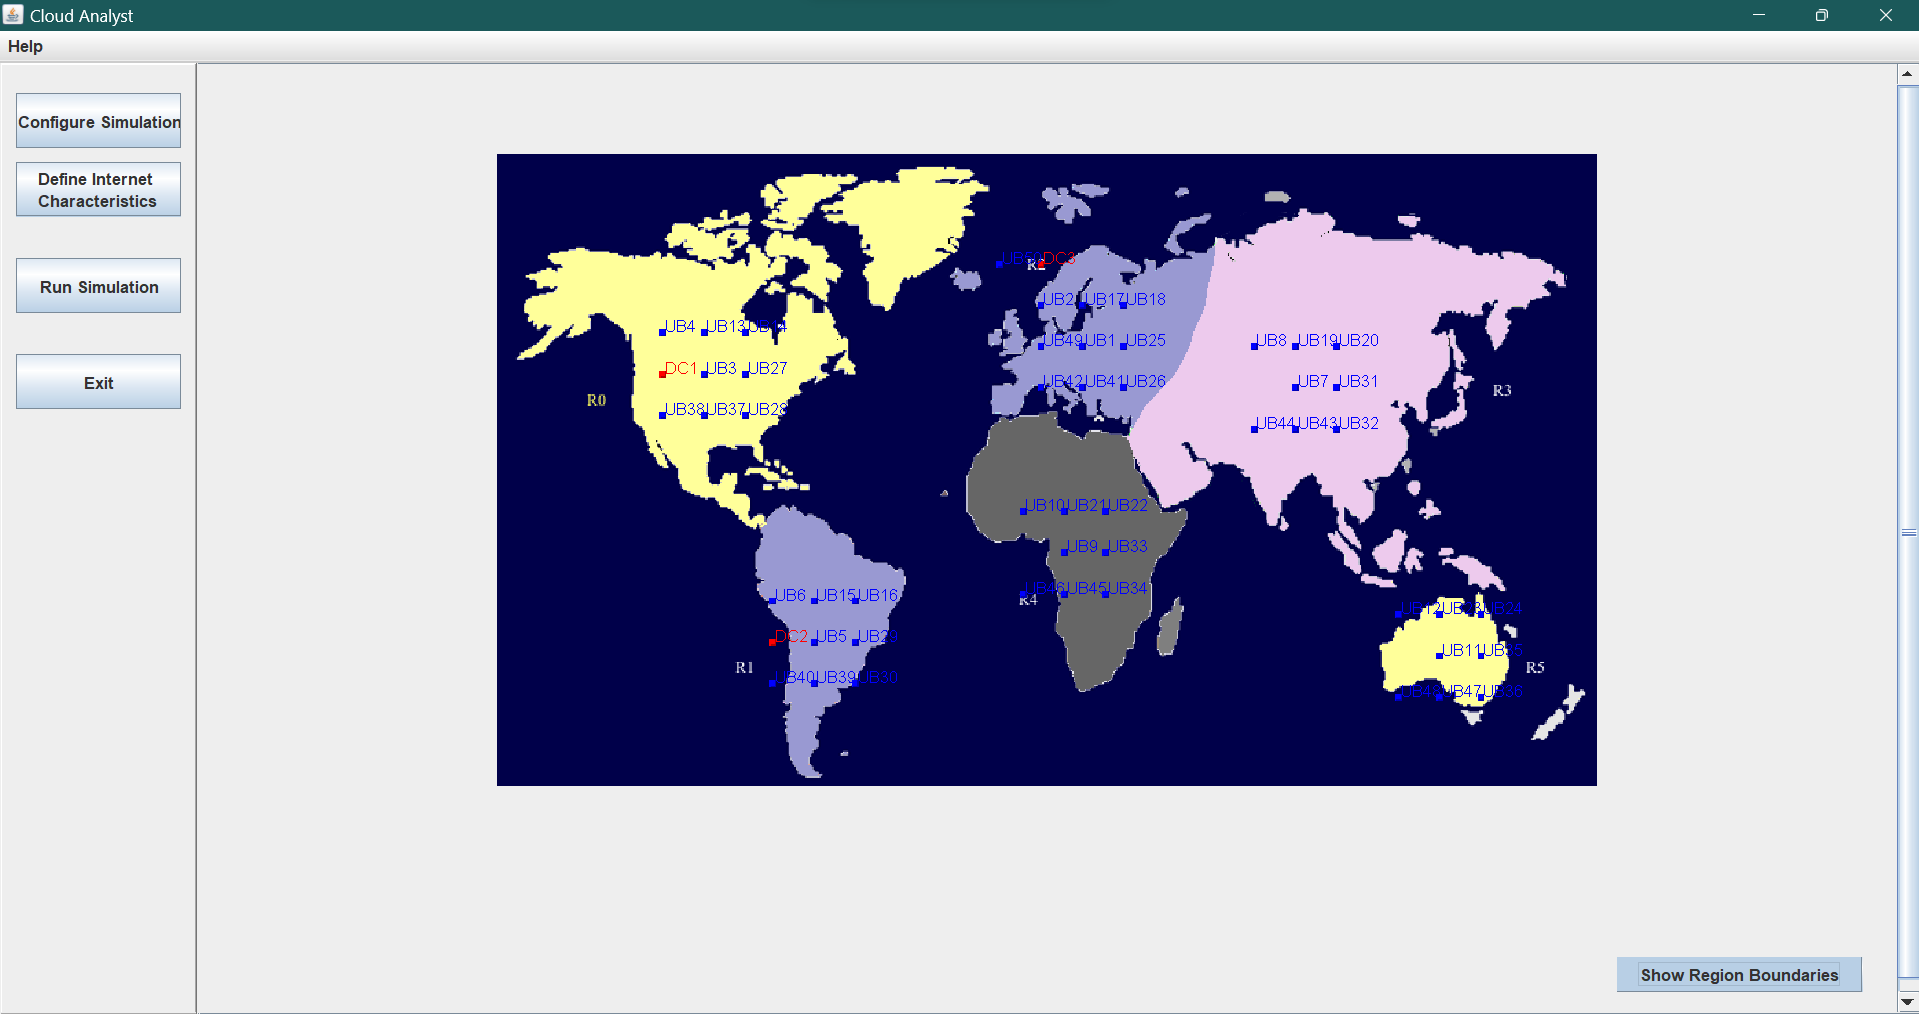 Cloud Analyst
Help
Configure Simulation
Define Internet
Characteristics
Run Simulation
Exit
UB50 DC3
R2
UB2 UB17 UB18
UB4 UB13 UB14
UB49 UB1 UB25
UB8 UB19 UB20
DC1 UB3 UB27
UB42 UB41 UB26
UB7 UB31
R3
R0
UB38 UB37 UB28
UB44 UB43 UB32
UB10 UB21 UB22
UB9 UB33
UB46 UB45 UB34
R4
UB6 UB15 UB16
UB12 UB23 UB24
DC2 UB5 UB29
UB11 UB35
R1
R5
UB40 UB39 UB30
UB48 UB47 UB36
Show Region Boundaries